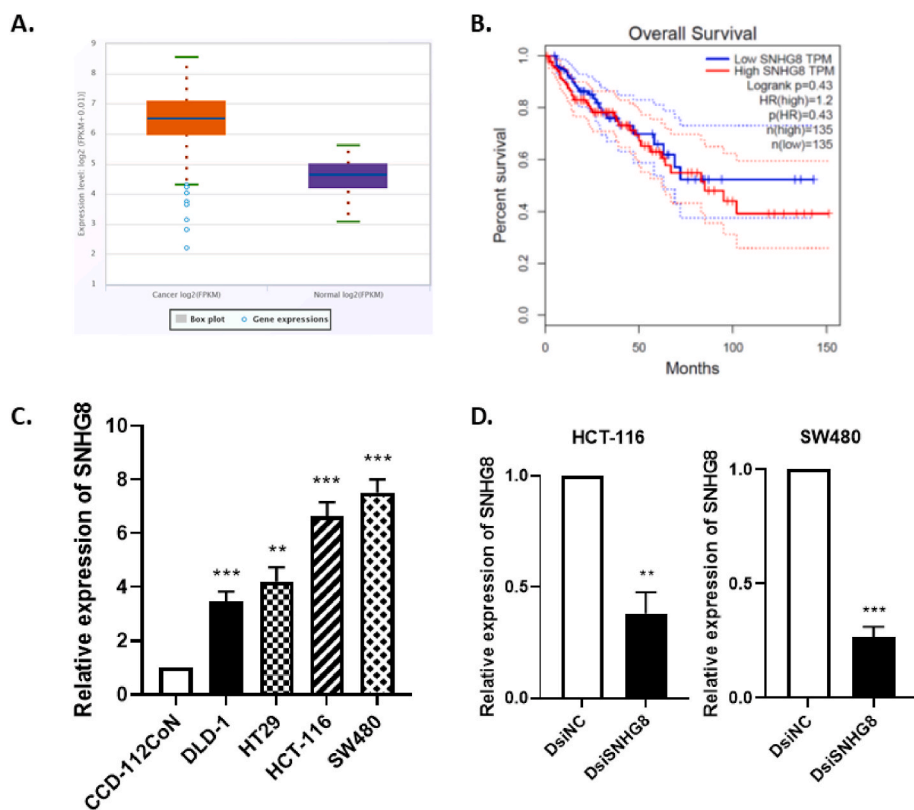 A.
Expression level: log2 (FPKM+0.01)
9
8
7
6
5
4
3
2
1
Cancer log2(FPKM)
Normal log2(FPKM)
Box plot
Gene expressions
B.
Overall Survival
Low SNHG8 TPM
High SNHG8 TPM
Logrank p=0.43
HR(high)=1.2
p(HR)=0.43
n(high)=135
n(low)=135
Percent survival
1.0
0.8
0.6
0.4
0.2
0.0
0
50
100
150
Months
C.
Relative expression of SNHG8
10
8
6
4
2
0
***
**
***
***
CCD-112CoN
DLD-1
HT29
HCT-116
SW480
D.
HCT-116
Relative expression of SNHG8
1.0
0.5
0.0
**
DsiNC
DsiSNHG8
SW480
Relative expression of SNHG8
1.0
0.5
0.0
***
DsiNC
DsiSNHG8